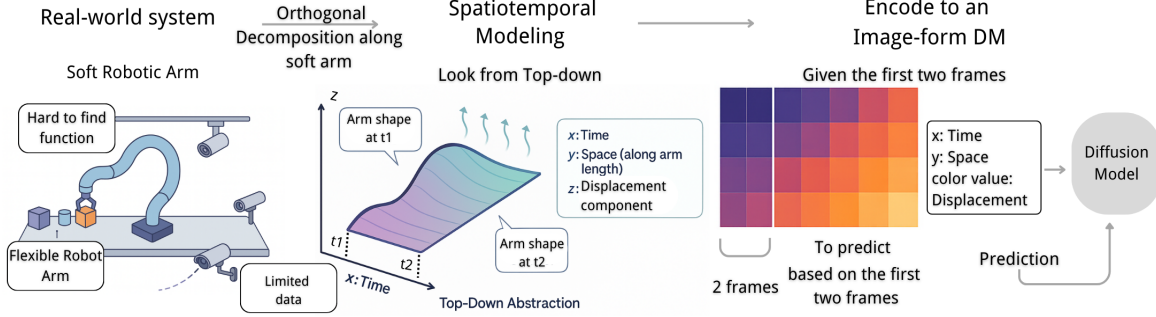 Real-world system
Orthogonal
Decomposition along
soft arm
Spatiotemporal
Modeling
Encode to an
Image-form DM
Soft Robotic Arm
Look from Top-down
Given the first two frames
Hard to find
function
Flexible Robot
Arm
Limited
data
z
Arm shape
at t1
x: Time
y: Space (along arm
length)
z: Displacement
component
Arm shape
at t2
t1
t2
x: Time
Top-Down Abstraction
2 frames
To predict
based on the first
two frames
x: Time
y: Space
color value:
Displacement
Diffusion
Model
Prediction